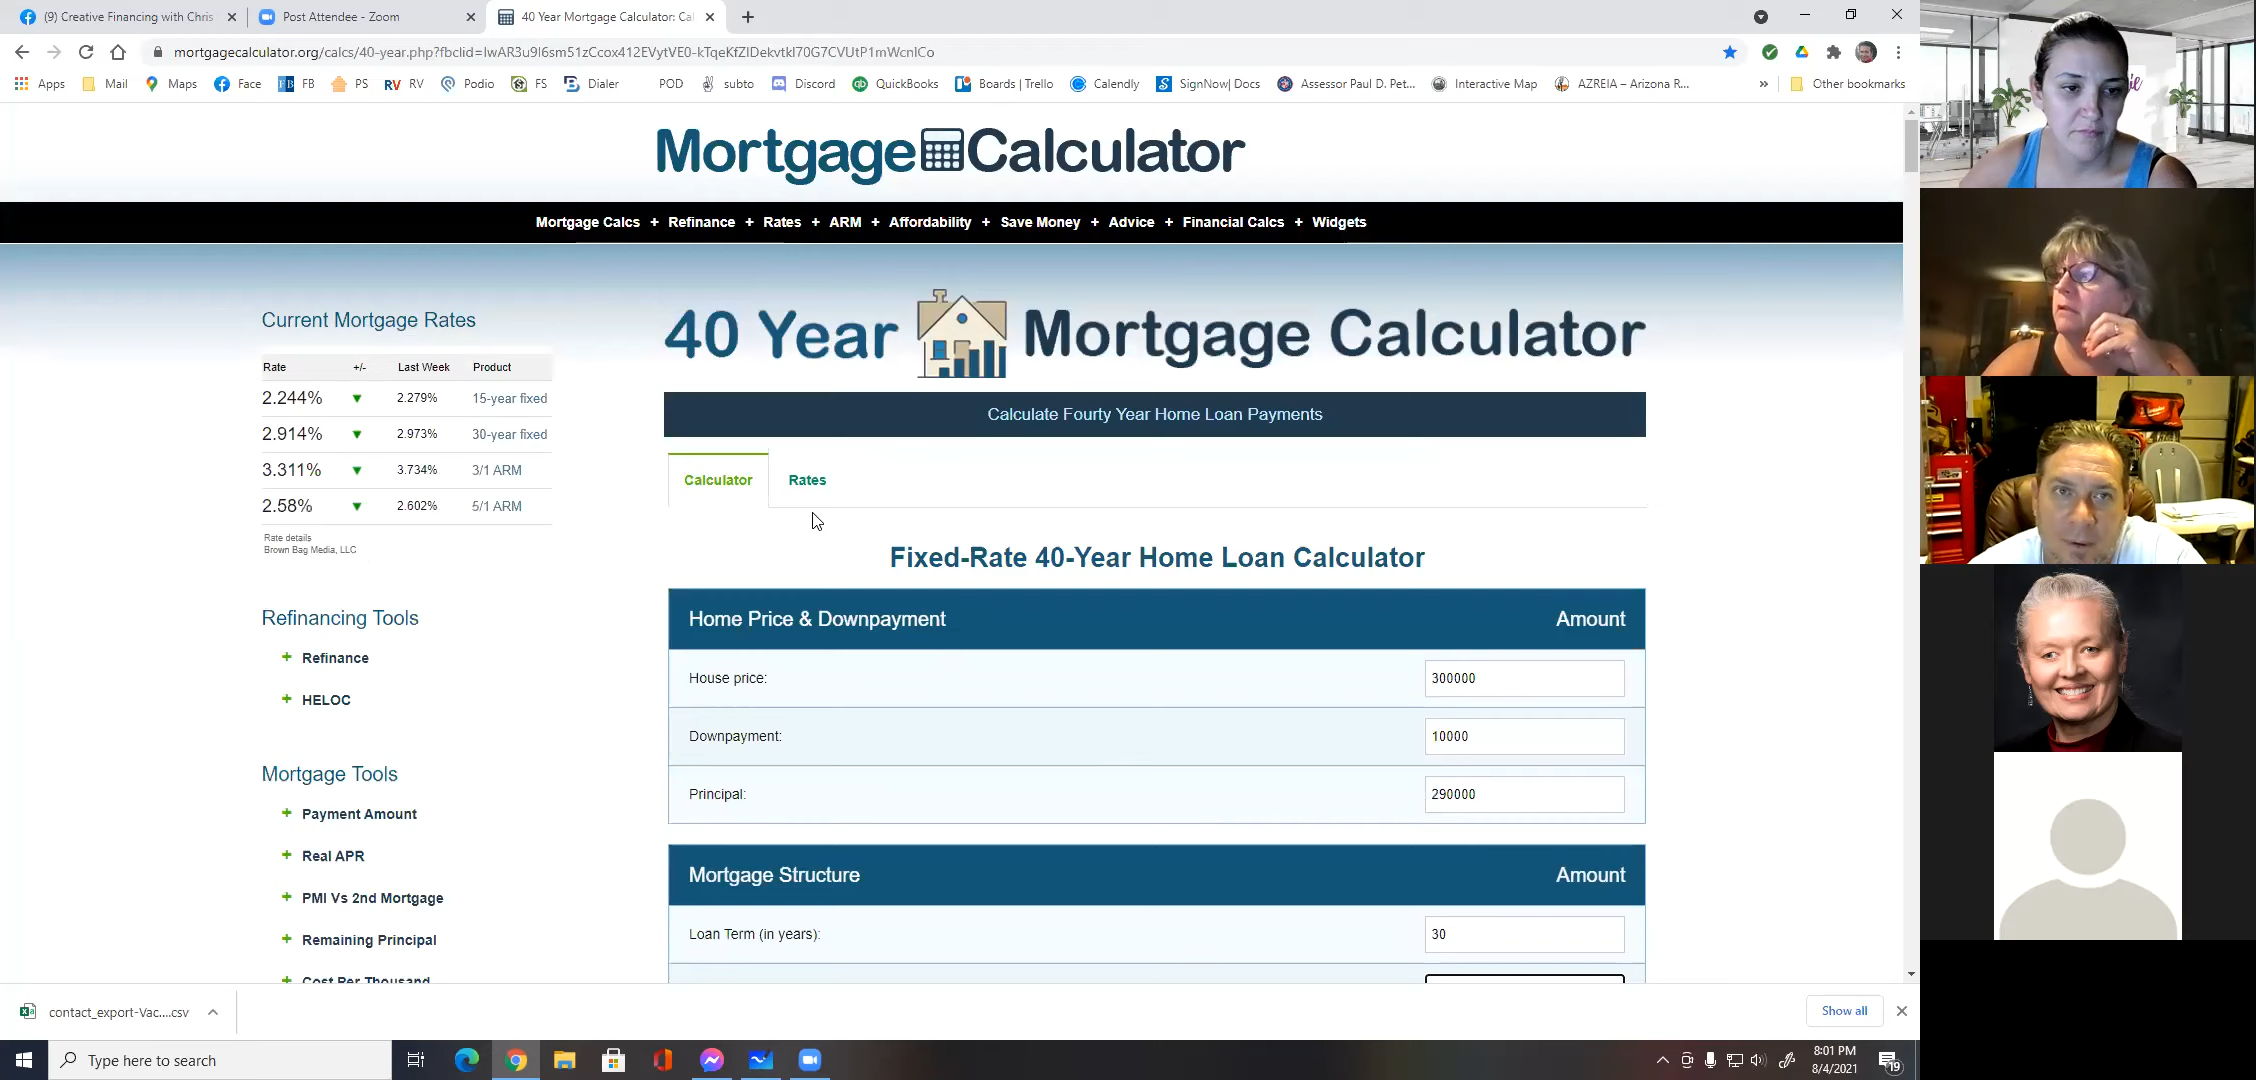 (9) Creative Financing with Chris
Post Attendee - Zoom
40 Year Mortgage Calculator: Cal
mortgagecalculator.org/calcs/40-year.php?fbclid=
Apps
Mail
Maps
Face
FB
PS
RV
RV
Podio
FS
Dialer
POD
subto
Discord
QuickBooks
Boards | Trello
Calendly
SignNow| Docs
Assessor Paul D. Pet...
Interactive Map
AZREIA – Arizona R...
»
Other bookmarks
Mortgage Calculator
Mortgage Calcs + Refinance + Rates + ARM + Affordability + Save Money + Advice + Financial Calcs + Widgets
40 Year Mortgage Calculator
Calculate Fourty Year Home Loan Payments
Current Mortgage Rates
Rate +/- Last Week Product
2.244% ▼ 2.279% 15-year fixed
2.914% ▼ 2.973% 30-year fixed
3.311% ▼ 3.734% 3/1 ARM
2.58% ▼ 2.602% 5/1 ARM
Rate details
Brown Bag Media, LLC
Refinancing Tools
+ Refinance
+ HELOC
Mortgage Tools
+ Payment Amount
+ Real APR
+ PMI Vs 2nd Mortgage
+ Remaining Principal
+ Cost Per Thousand
Calculator Rates
Fixed-Rate 40-Year Home Loan Calculator
Home Price & Downpayment Amount
House price: 300000
Downpayment: 10000
Principal: 290000
Mortgage Structure Amount
Loan Term (in years): 30
contact_export-Vac....csv
Show all
Type here to search
8:01 PM
8/4/2021
19